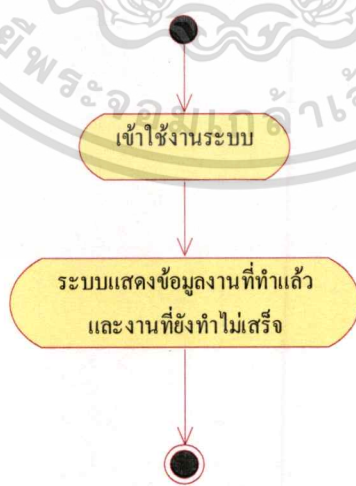 เข้าใช้งานระบบ
ระบบแสดงข้อมูลงานที่ทำแล้ว
และงานที่ยังทำไม่เสร็จ